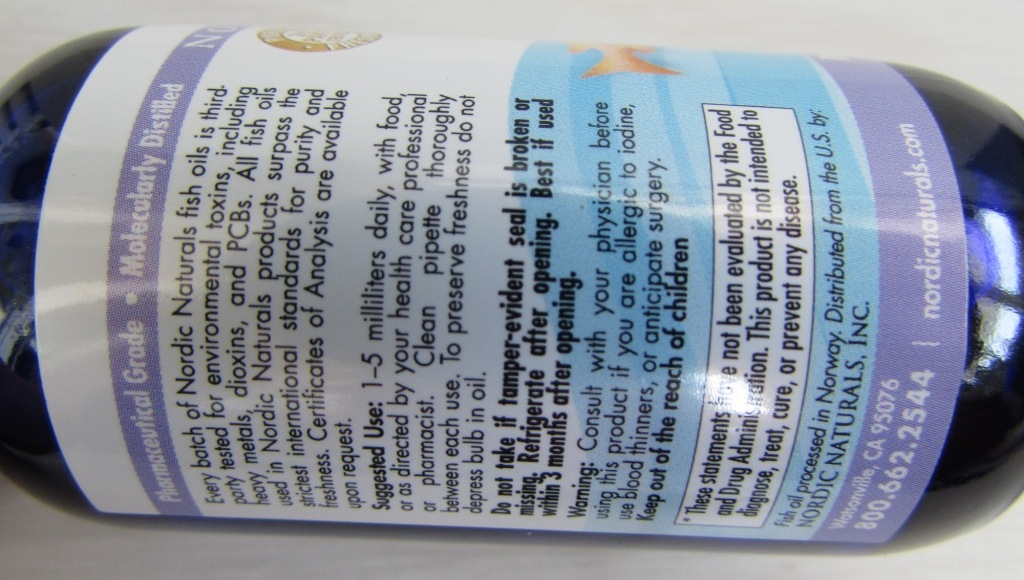 Pharmaceutical Grade • Molecularly Distilled
Every batch of Nordic Naturals fish oils is third-
party tested for environmental toxins, including
heavy metals, dioxins, and PCBs. All fish oils
used in Nordic Naturals products surpass the
strictest international standards for purity and
freshness. Certificates of Analysis are available
upon request.
Suggested Use: 1–5 milliliters daily, with food,
or as directed by your health care professional
or pharmacist. Clean pipette thoroughly
between each use. To preserve freshness do not
depress bulb in oil.
Do not take if tamper-evident seal is broken or
missing. Refrigerate after opening. Best if used
within 3 months after opening.
Warning: Consult with your physician before
using this product if you are allergic to iodine,
use blood thinners, or anticipate surgery.
Keep out of the reach of children
* These statements have not been evaluated by the Food
and Drug Administration. This product is not intended to
diagnose, treat, cure, or prevent any disease.
Fish oil processed in Norway. Distributed from the U.S. by:
NORDIC NATURALS, INC.
Watsonville, CA 95076
800.662.2544 | nordicnaturals.com